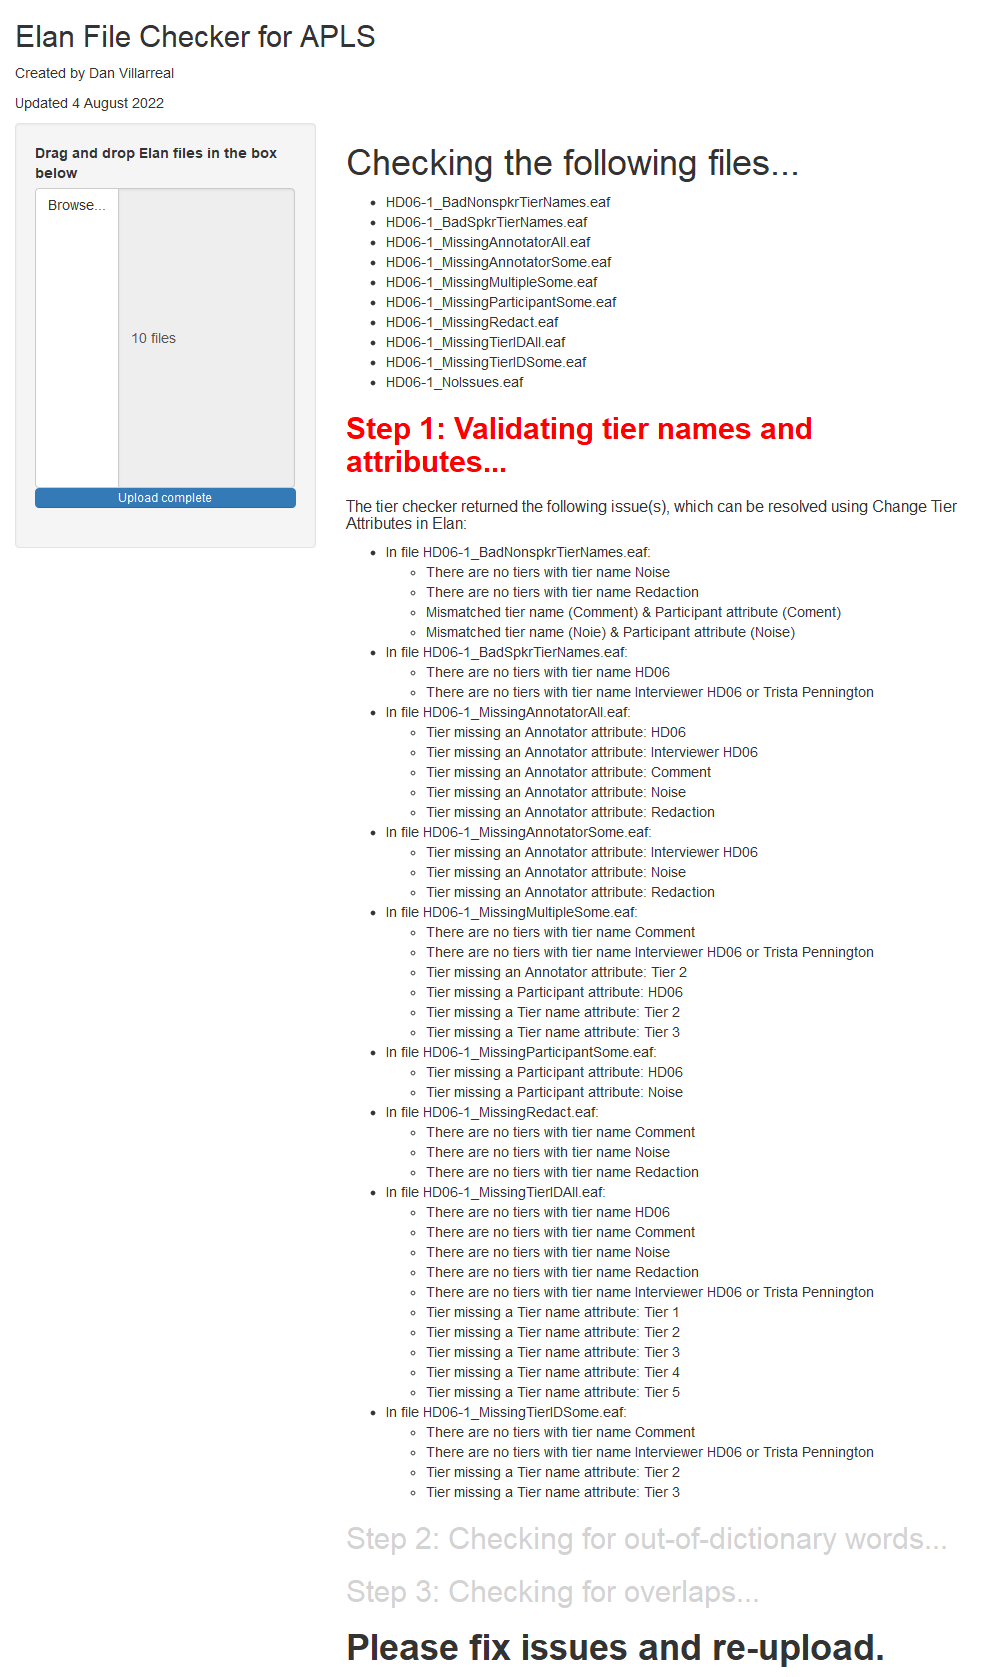 Elan File Checker for APLS
Created by Dan Villarreal
Updated 4 August 2022
Drag and drop Elan files in the box
below
Browse...
10 files
Upload complete
Checking the following files...
HD06-1_BadNonspkrTierNames.eaf
HD06-1_BadSpkrTierNames.eaf
HD06-1_MissingAnnotatorAll.eaf
HD06-1_MissingAnnotatorSome.eaf
HD06-1_MissingMultipleSome.eaf
HD06-1_MissingParticipantSome.eaf
HD06-1_MissingRedact.eaf
HD06-1_MissingTierIDAll.eaf
HD06-1_MissingTierIDSome.eaf
HD06-1_NoIssues.eaf
Step 1: Validating tier names and
attributes...
The tier checker returned the following issue(s), which can be resolved using Change Tier
Attributes in Elan:
In file HD06-1_BadNonspkrTierNames.eaf:
There are no tiers with tier name Noise
There are no tiers with tier name Redaction
Mismatched tier name (Comment) & Participant attribute (Coment)
Mismatched tier name (Noie) & Participant attribute (Noise)
In file HD06-1_BadSpkrTierNames.eaf:
There are no tiers with tier name HD06
There are no tiers with tier name Interviewer HD06 or Trista Pennington
In file HD06-1_MissingAnnotatorAll.eaf:
Tier missing an Annotator attribute: HD06
Tier missing an Annotator attribute: Interviewer HD06
Tier missing an Annotator attribute: Comment
Tier missing an Annotator attribute: Noise
Tier missing an Annotator attribute: Redaction
In file HD06-1_MissingAnnotatorSome.eaf:
Tier missing an Annotator attribute: Interviewer HD06
Tier missing an Annotator attribute: Noise
Tier missing an Annotator attribute: Redaction
In file HD06-1_MissingMultipleSome.eaf:
There are no tiers with tier name Comment
There are no tiers with tier name Interviewer HD06 or Trista Pennington
Tier missing an Annotator attribute: Tier 2
Tier missing a Participant attribute: HD06
Tier missing a Tier name attribute: Tier 2
Tier missing a Tier name attribute: Tier 3
In file HD06-1_MissingParticipantSome.eaf:
Tier missing a Participant attribute: HD06
Tier missing a Participant attribute: Noise
In file HD06-1_MissingRedact.eaf:
There are no tiers with tier name Comment
There are no tiers with tier name Noise
There are no tiers with tier name Redaction
In file HD06-1_MissingTierIDAll.eaf:
There are no tiers with tier name HD06
There are no tiers with tier name Comment
There are no tiers with tier name Noise
There are no tiers with tier name Redaction
There are no tiers with tier name Interviewer HD06 or Trista Pennington
Tier missing a Tier name attribute: Tier 1
Tier missing a Tier name attribute: Tier 2
Tier missing a Tier name attribute: Tier 3
Tier missing a Tier name attribute: Tier 4
Tier missing a Tier name attribute: Tier 5
In file HD06-1_MissingTierIDSome.eaf:
There are no tiers with tier name Comment
There are no tiers with tier name Interviewer HD06 or Trista Pennington
Tier missing a Tier name attribute: Tier 2
Tier missing a Tier name attribute: Tier 3
Step 2: Checking for out-of-dictionary words...
Step 3: Checking for overlaps...
Please fix issues and re-upload.